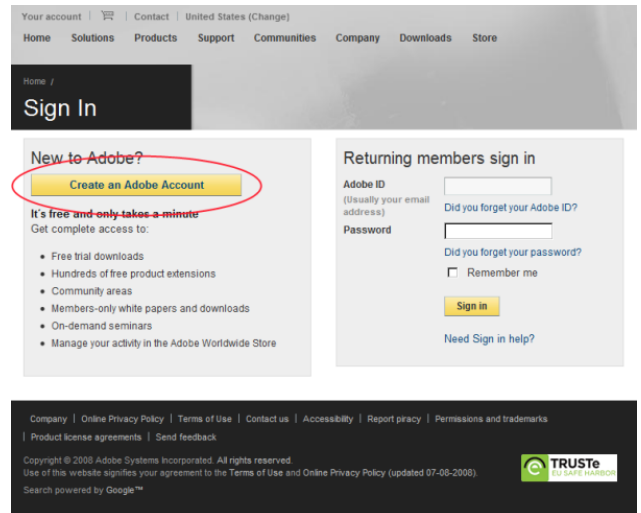 Your account | Contact | United States (Change)
Home Solutions Products Support Communities Company Downloads Store
Home /
Sign In
New to Adobe?
Create an Adobe Account
It's free and only takes a minute
Get complete access to:
• Free trial downloads
• Hundreds of free product extensions
• Community areas
• Members-only white papers and downloads
• On-demand seminars
• Manage your activity in the Adobe Worldwide Store
Returning members sign in
Adobe ID
(Usually your email
address)
Did you forget your Adobe ID?
Password
Did you forget your password?
Remember me
Sign in
Need Sign in help?
Company | Online Privacy Policy | Terms of Use | Contact us | Accessibility | Report piracy | Permissions and trademarks
| Product license agreements | Send feedback
Copyright © 2008 Adobe Systems Incorporated. All rights reserved.
Use of this website signifies your agreement to the Terms of Use and Online Privacy Policy (updated 07-08-2008).
Search powered by Google™
TRUSTe
EU SAFE HARBOR